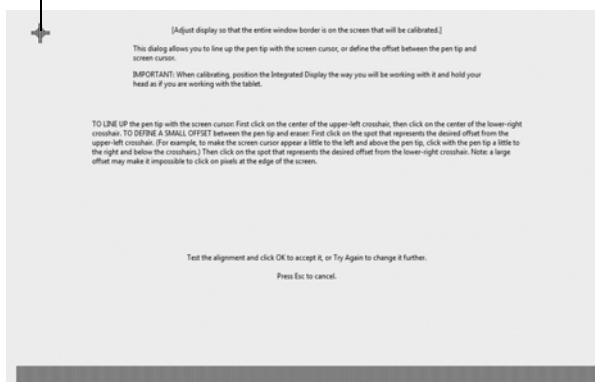 [Adjust display so that the entire window border is on the screen that will be calibrated.]
This dialog allows you to line up the pen tip with the screen cursor, or define the offset between the pen tip and
screen cursor.
IMPORTANT: When calibrating, position the Integrated Display the way you will be working with it and hold your
head as if you are working with the tablet.
TO LINE UP the pen tip with the screen cursor: First click on the center of the upper-left crosshair, then click on the center of the lower-right
crosshair. TO DEFINE A SMALL OFFSET between the pen tip and eraser: First click on the spot that represents the desired offset from the
upper-left crosshair. (For example, to make the screen cursor appear a little to the left and above the pen tip, click with the pen tip a little to
the right and below the crosshairs.) Then click on the spot that represents the desired offset from the lower-right crosshair. Note: a large
offset may make it impossible to click on pixels at the edge of the screen.
Test the alignment and click OK to accept it, or Try Again to change it further.
Press Esc to cancel.